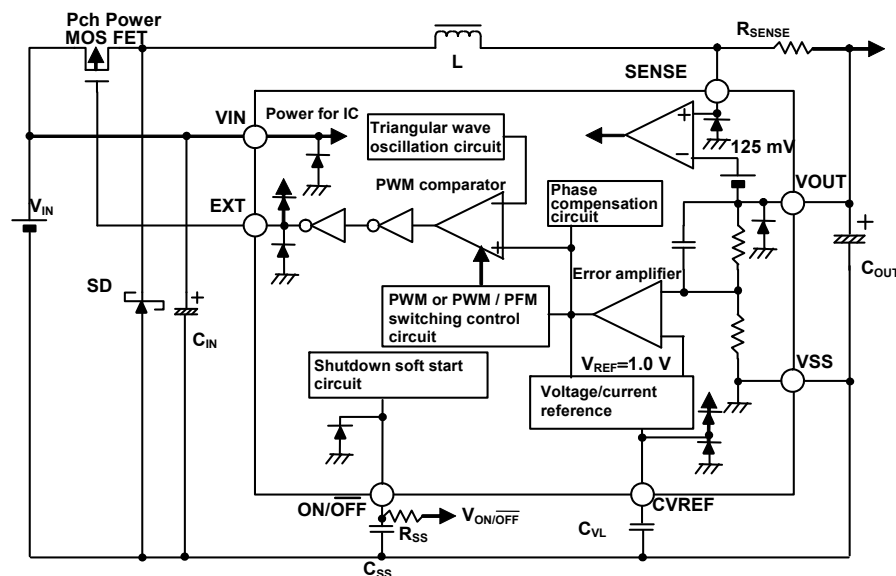 Pch Power
MOS FET
L
RSENSE
SENSE
VIN
Power for IC
Triangular wave
oscillation circuit
+
−
125 mV
PWM comparator
−
+
Phase
compensation
circuit
VOUT
VIN
EXT
+
COUT
Error amplifier
SD
+
CIN
PWM or PWM / PFM
switching control
circuit
VREF=1.0 V
VSS
Shutdown soft start
circuit
Voltage/current
reference
ON/OFF
VON/OFF
RSS
CSS
CVREF
CVL